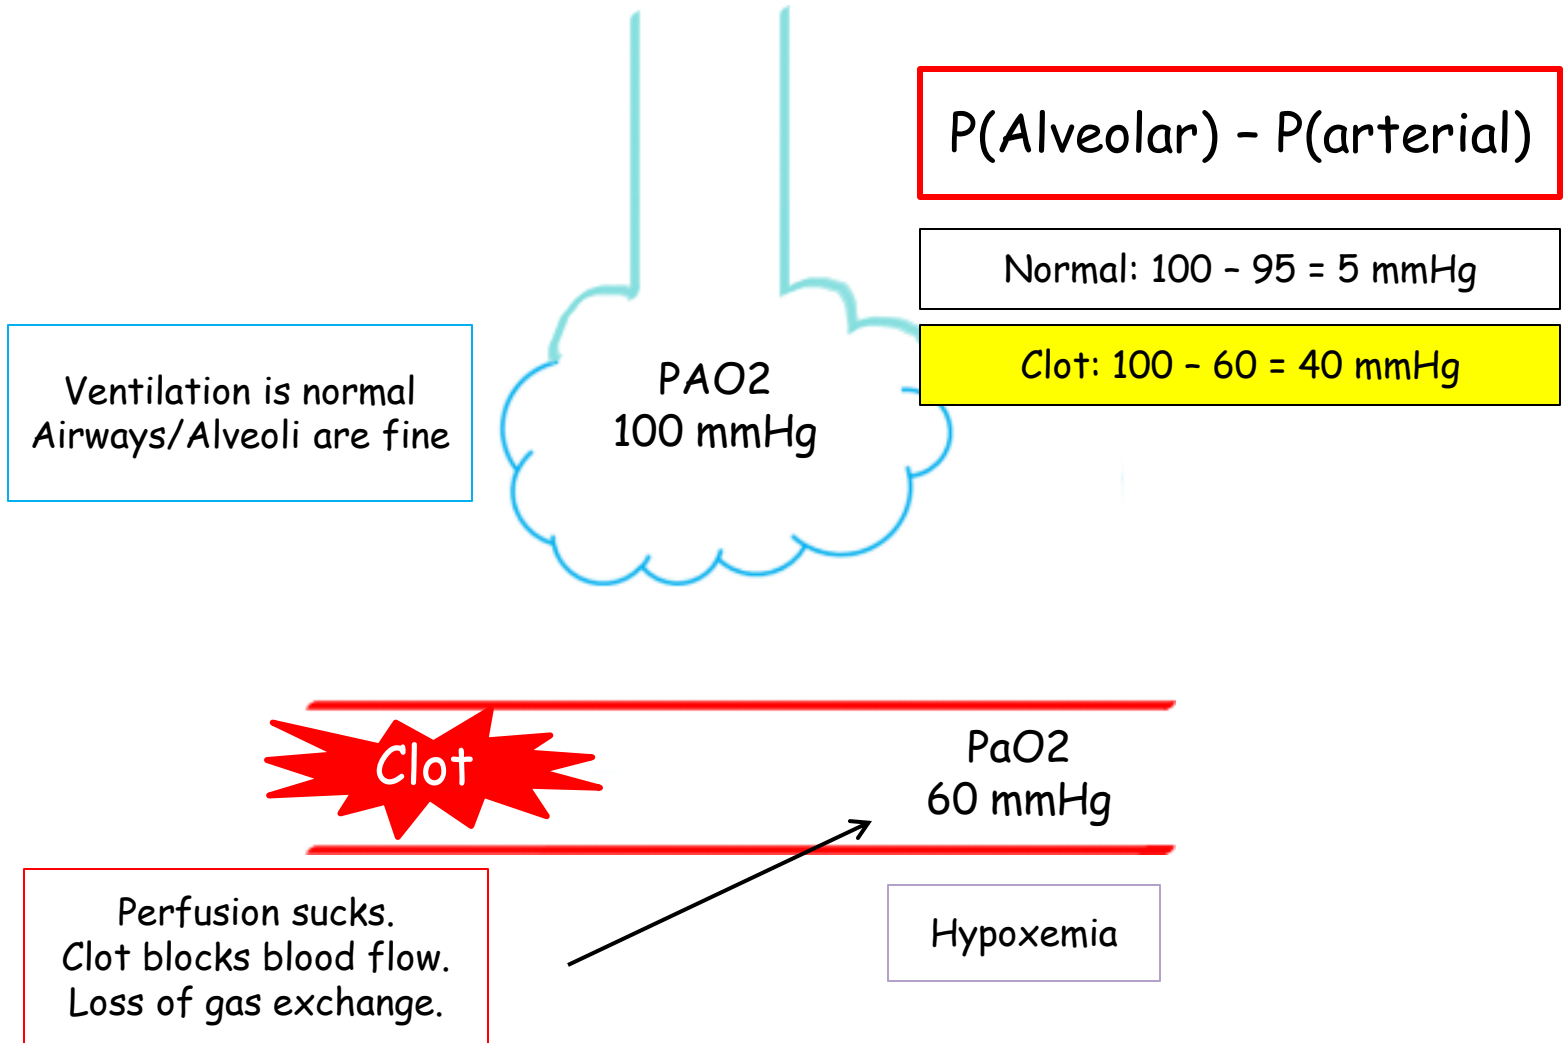 P(Alveolar) – P(arterial)
Normal: 100 – 95 = 5 mmHg
Clot: 100 – 60 = 40 mmHg
Ventilation is normal
Airways/Alveoli are fine
PAO2
100 mmHg
Clot
PaO2
60 mmHg
Perfusion sucks.
Clot blocks blood flow.
Loss of gas exchange.
Hypoxemia